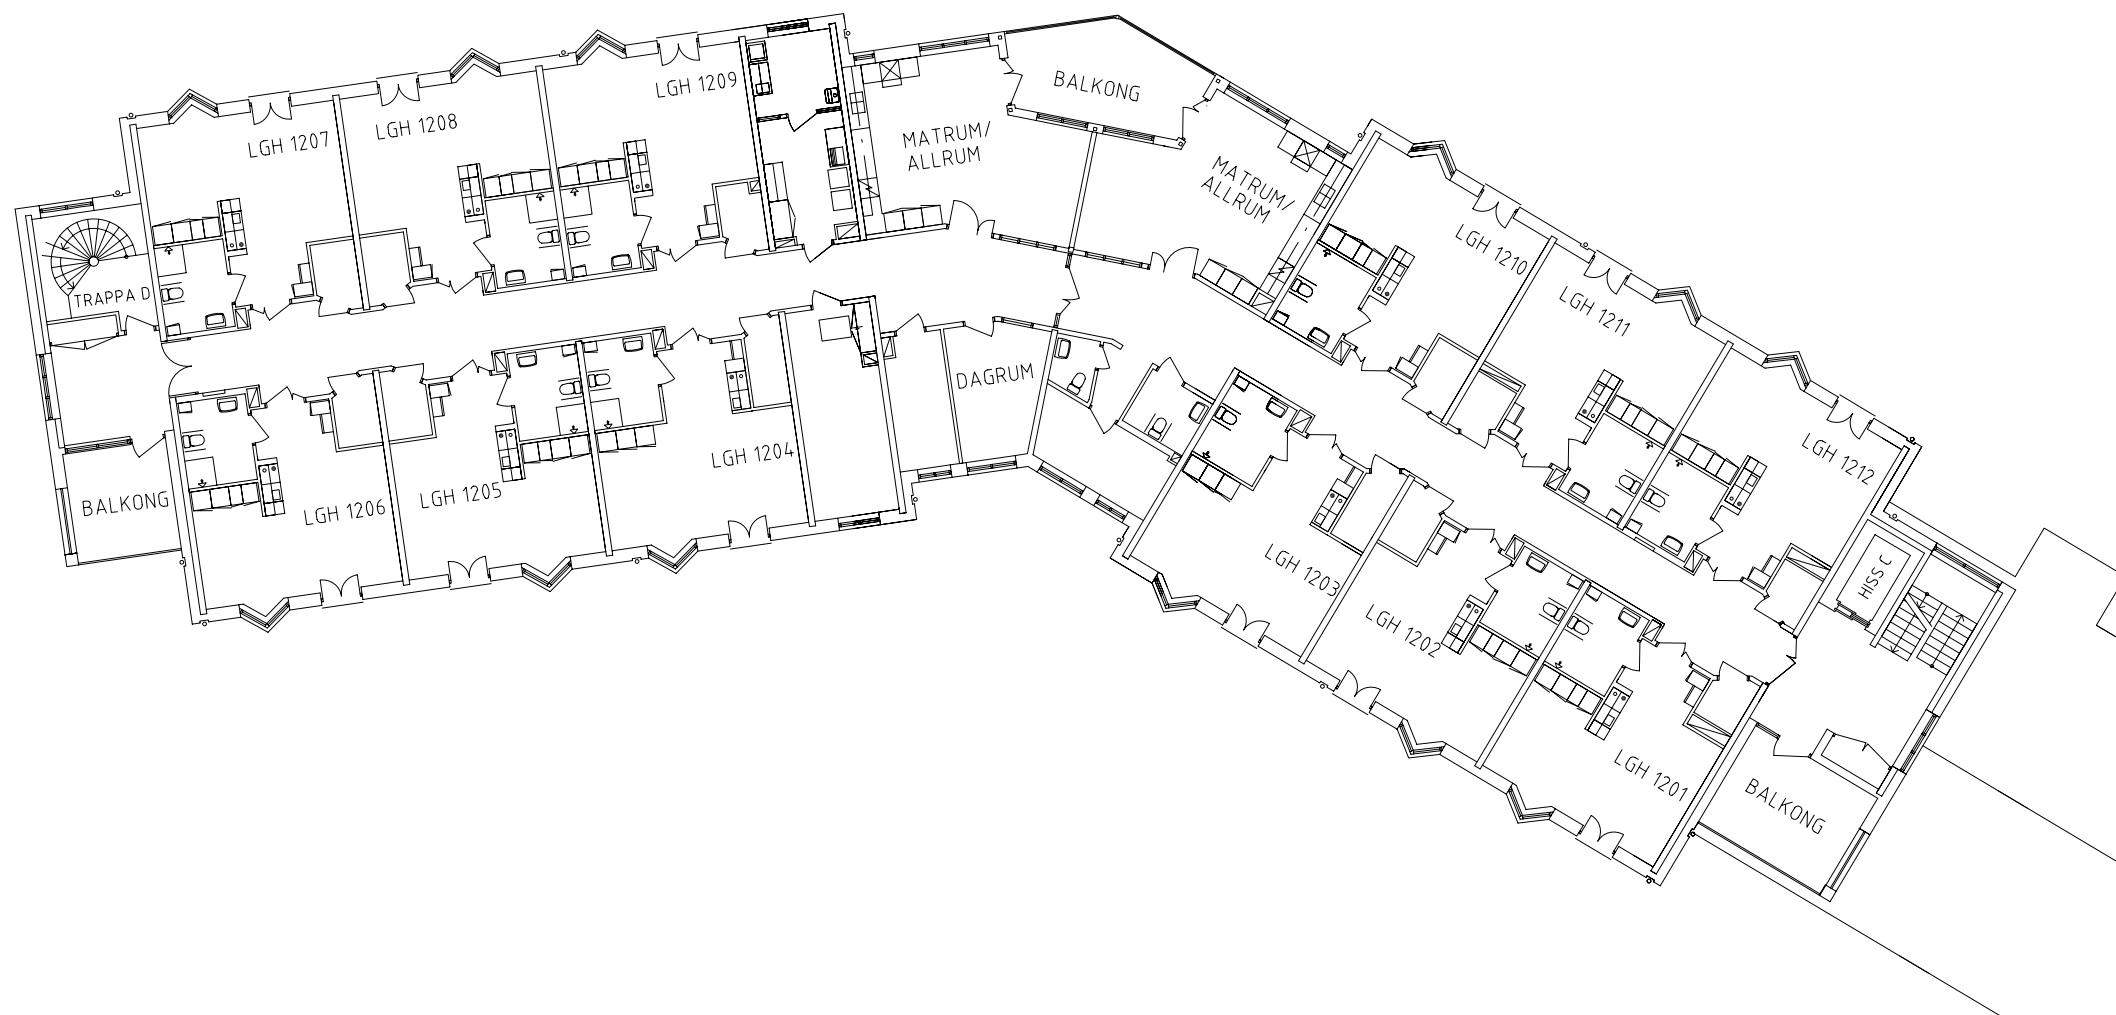 LGH 1207
LGH 1208
LGH 1209
MATRUM/
ALLRUM
BALKONG
MATRUM/
ALLRUM
LGH 1210
LGH 1211
LGH 1212
TRAPPA D
BALKONG
LGH 1206
LGH 1205
LGH 1204
DAGRUM
LGH 1203
LGH 1202
LGH 1201
HISS C
BALKONG